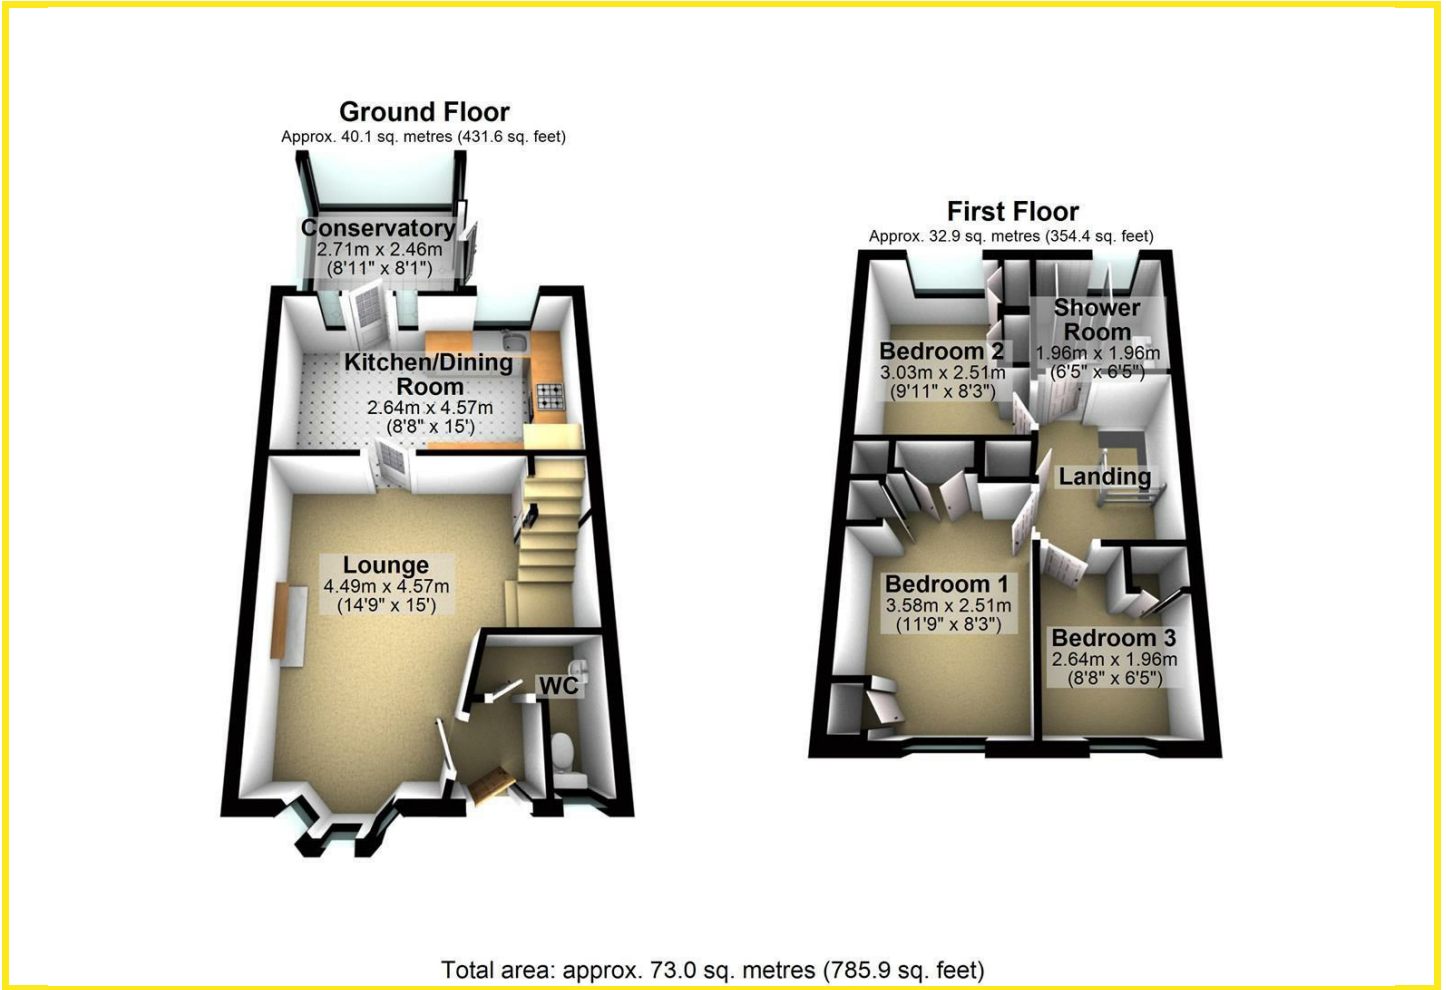 Ground Floor
Approx. 40.1 sq. metres (431.6 sq. feet)
Conservatory
2.71m x 2.46m
(8'11" x 8'1")
Kitchen/Dining
Room
2.64m x 4.57m
(8'8" x 15')
Lounge
4.49m x 4.57m
(14'9" x 15')
WC
First Floor
Approx. 32.9 sq. metres (354.4 sq. feet)
Shower
Room
1.96m x 1.96m
(6'5" x 6'5")
Bedroom 2
3.03m x 2.51m
(9'11" x 8'3")
Landing
Bedroom 1
3.58m x 2.51m
(11'9" x 8'3")
Bedroom 3
2.64m x 1.96m
(8'8" x 6'5")
Total area: approx. 73.0 sq. metres (785.9 sq. feet)